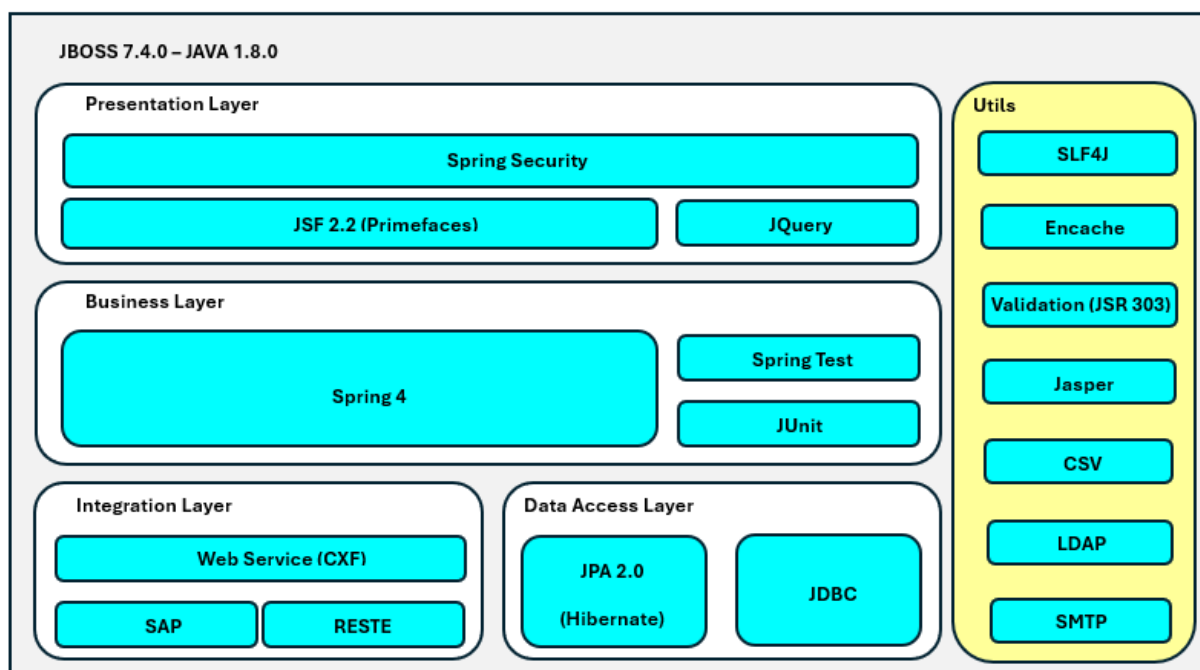 JBOSS 7.4.0 – JAVA 1.8.0
Presentation Layer
Spring Security
JSF 2.2 (Primefaces)
JQuery
Business Layer
Spring 4
Spring Test
JUnit
Integration Layer
Web Service (CXF)
SAP
RESTE
Data Access Layer
JPA 2.0
(Hibernate)
JDBC
Utils
SLF4J
Encache
Validation (JSR 303)
Jasper
CSV
LDAP
SMTP